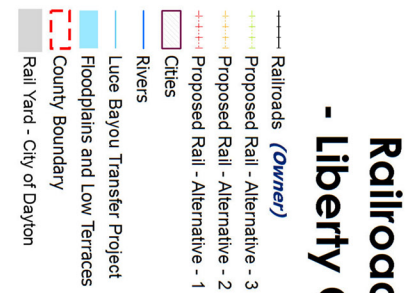 Railroa
- Liberty
Railroads (Owner)
Proposed Rail - Alternative - 3
Proposed Rail - Alternative - 2
Proposed Rail - Alternative - 1
Cities
Rivers
Luce Bayou Transfer Project
Floodplains and Low Terraces
County Boundary
Rail Yard - City of Dayton